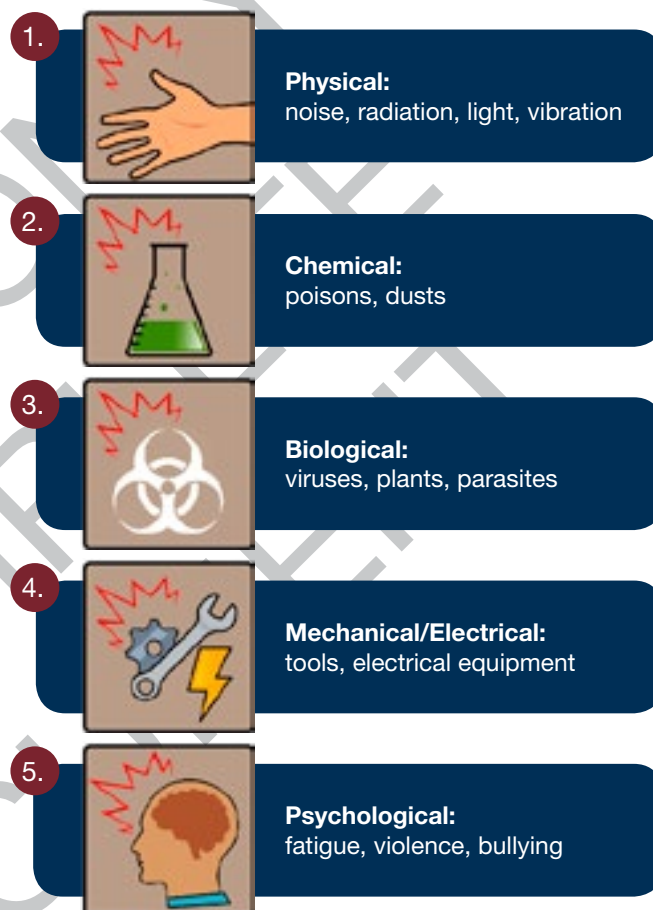 1.
Physical:
noise, radiation, light, vibration
2.
Chemical:
poisons, dusts
3.
Biological:
viruses, plants, parasites
4.
Mechanical/Electrical:
tools, electrical equipment
5.
Psychological:
fatigue, violence, bullying